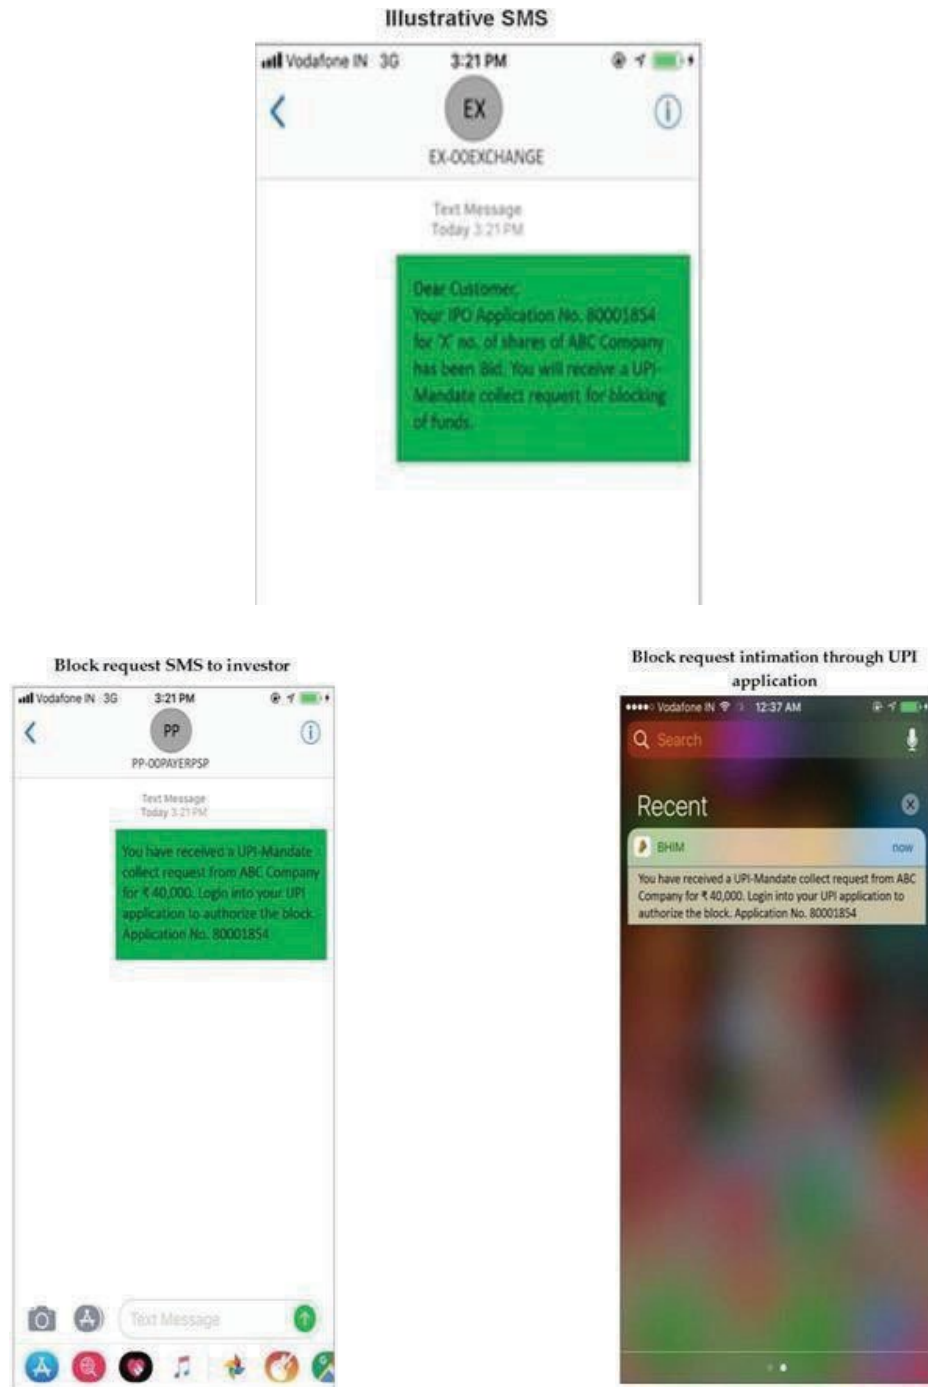 Illustrative SMS
Vodafone IN 3G 3:21 PM
EX
EX-00EXCHANGE
Text Message
Today 3:21 PM
Dear Customer,
Your IPO Application No. 80001854
for 'X' no. of shares of ABC Company
has been Bid. You will receive a UPI-
Mandate collect request for blocking
of funds.
Block request SMS to investor
Vodafone IN 3G 3:21 PM
PP
PP-00PAYERPSP
Text Message
Today 3:21 PM
You have received a UPI-Mandate
collect request from ABC Company
for ₹ 40,000. Login into your UPI
application to authorize the block.
Application No. 80001854
Text Message
Block request intimation through UPI
application
Vodafone IN 12:37 AM
Search
Recent
BHIM now
You have received a UPI-Mandate collect request from ABC
Company for ₹ 40,000. Login into your UPI application to
authorize the block. Application No. 80001854